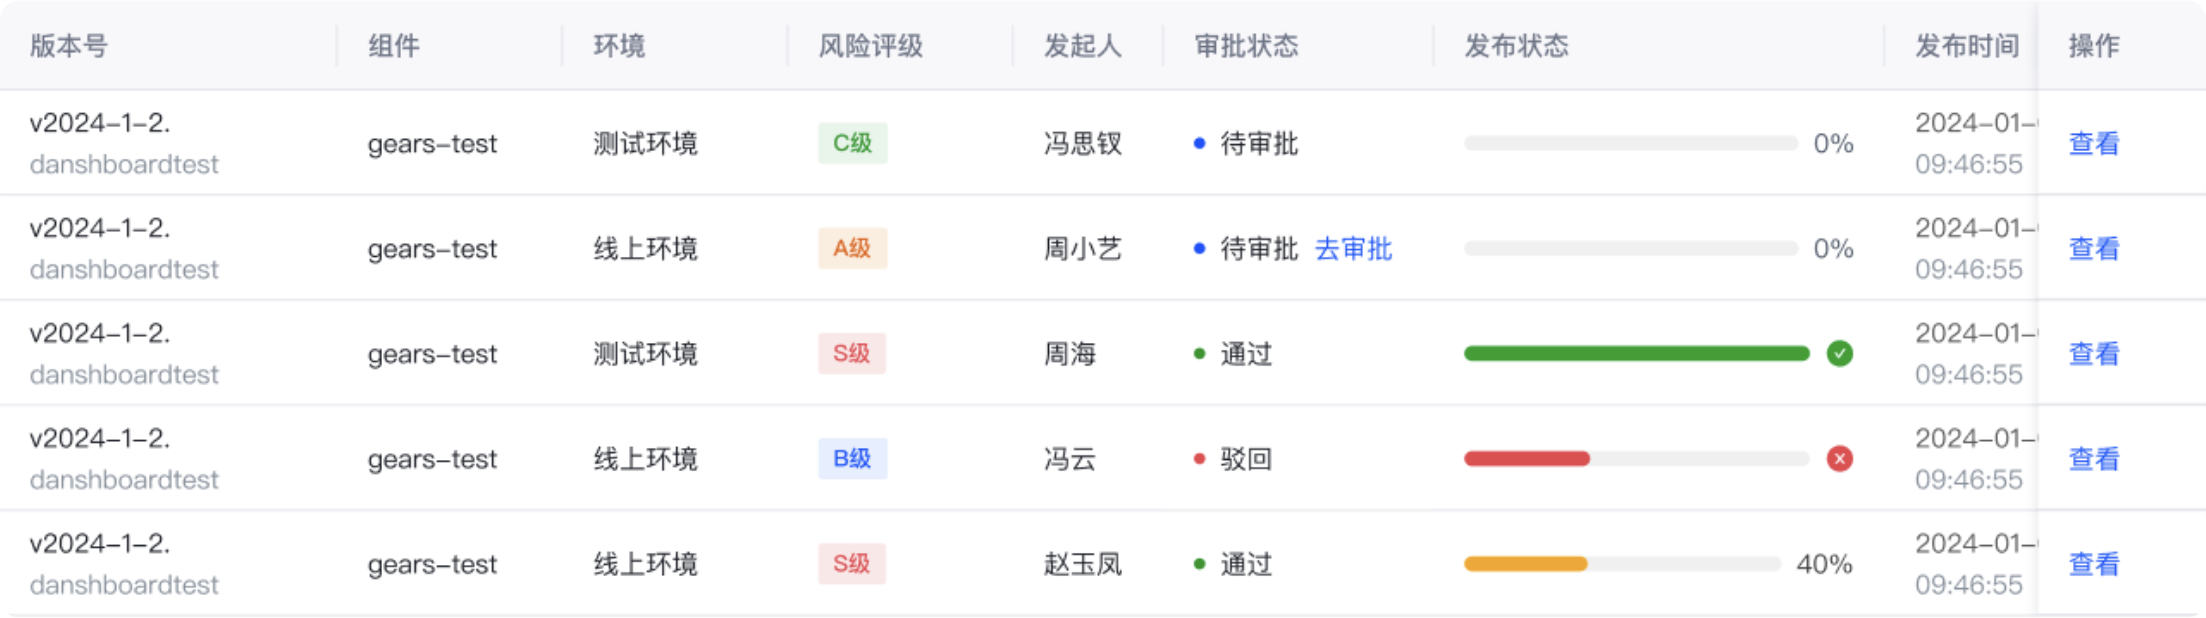 版本号 组件 环境 风险评级 发起人 审批状态 发布状态 发布时间 操作
v2024-1-2. 2024-01-
gears-test 测试环境 C级 冯思钗 待审批 0% 查看
danshboardtest 09:46:55
v2024-1-2. 2024-01-
gears-test 线上环境 A级 周小艺 待审批 去审批 0% 查看
danshboardtest 09:46:55
v2024-1-2. 2024-01-
gears-test 测试环境 S级 周海 通过 查看
danshboardtest 09:46:55
v2024-1-2. 2024-01-
gears-test 线上环境 B级 冯云 驳回 查看
danshboardtest 09:46:55
v2024-1-2. 2024-01-
gears-test 线上环境 S级 赵玉凤 通过 40% 查看
danshboardtest 09:46:55